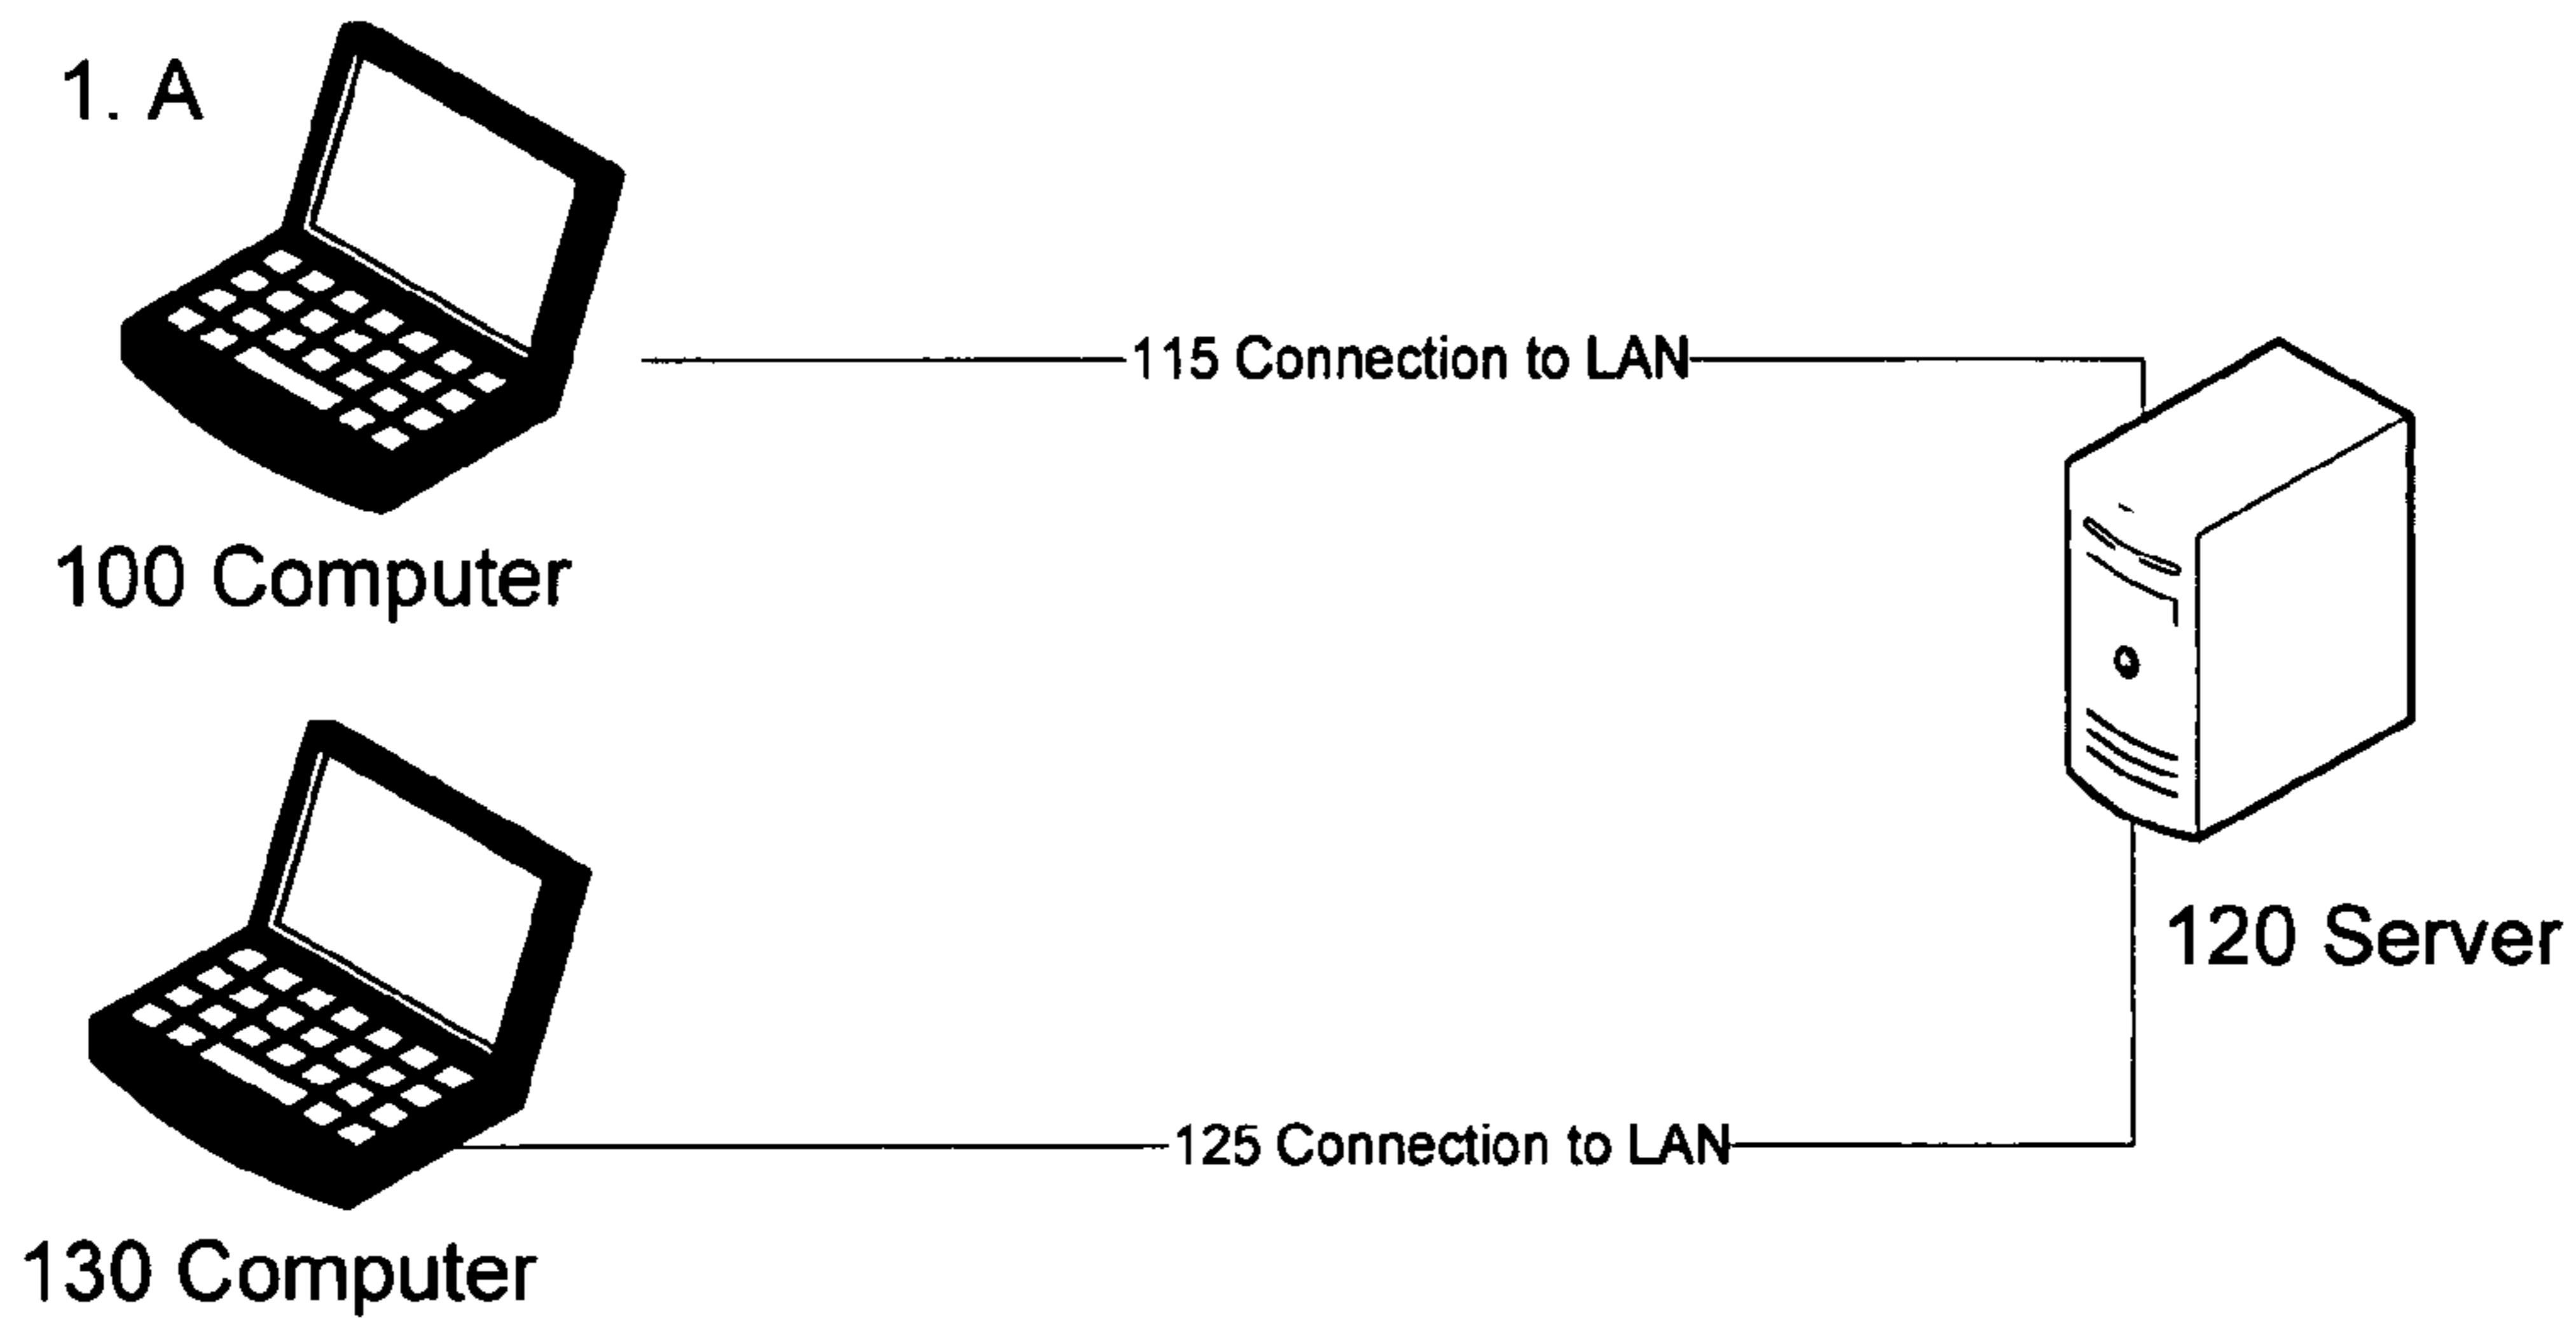 1. A
115 Connection to LAN
100 Computer
120 Server
125 Connection to LAN
130 Computer